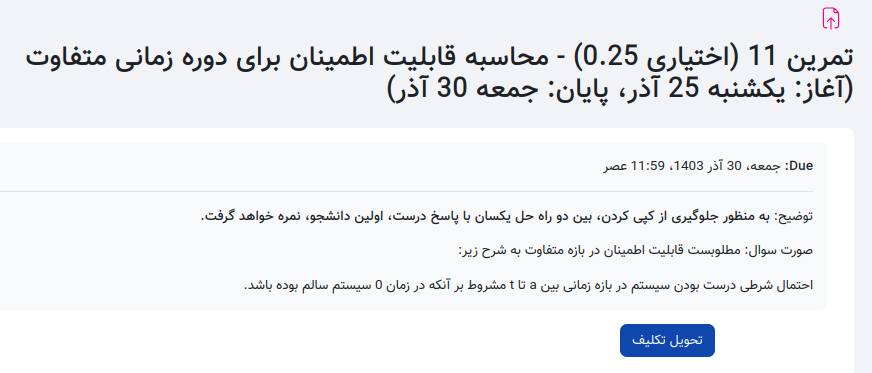 تمرین 11 (اختیاری 0.25) - محاسبه قابلیت اطمینان برای دوره زمانی متفاوت
(آغاز: یکشنبه 25 آذر، پایان: جمعه 30 آذر)
Due: جمعه، 30 آذر 1403، 11:59 عصر
توضیح: به منظور جلوگیری از کپی کردن، بین دو راه حل یکسان با پاسخ درست، اولین دانشجو، نمره خواهد گرفت.
صورت سوال: مطلوبست قابلیت اطمینان در بازه متفاوت به شرح زیر:
احتمال شرطی درست بودن سیستم در بازه زمانی بین a تا t مشروط بر آنکه در زمان 0 سیستم سالم بوده باشد.
تحویل تکلیف